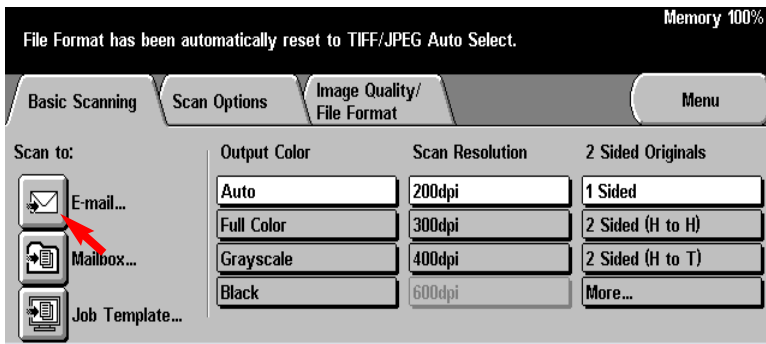 Memory 100%
File Format has been automatically reset to TIFF/JPEG Auto Select.
Basic Scanning
Scan Options
Image Quality/
File Format
Menu
Scan to:
E-mail...
Mailbox...
Job Template...
Output Color
Auto
Full Color
Grayscale
Black
Scan Resolution
200dpi
300dpi
400dpi
600dpi
2 Sided Originals
1 Sided
2 Sided (H to H)
2 Sided (H to T)
More...